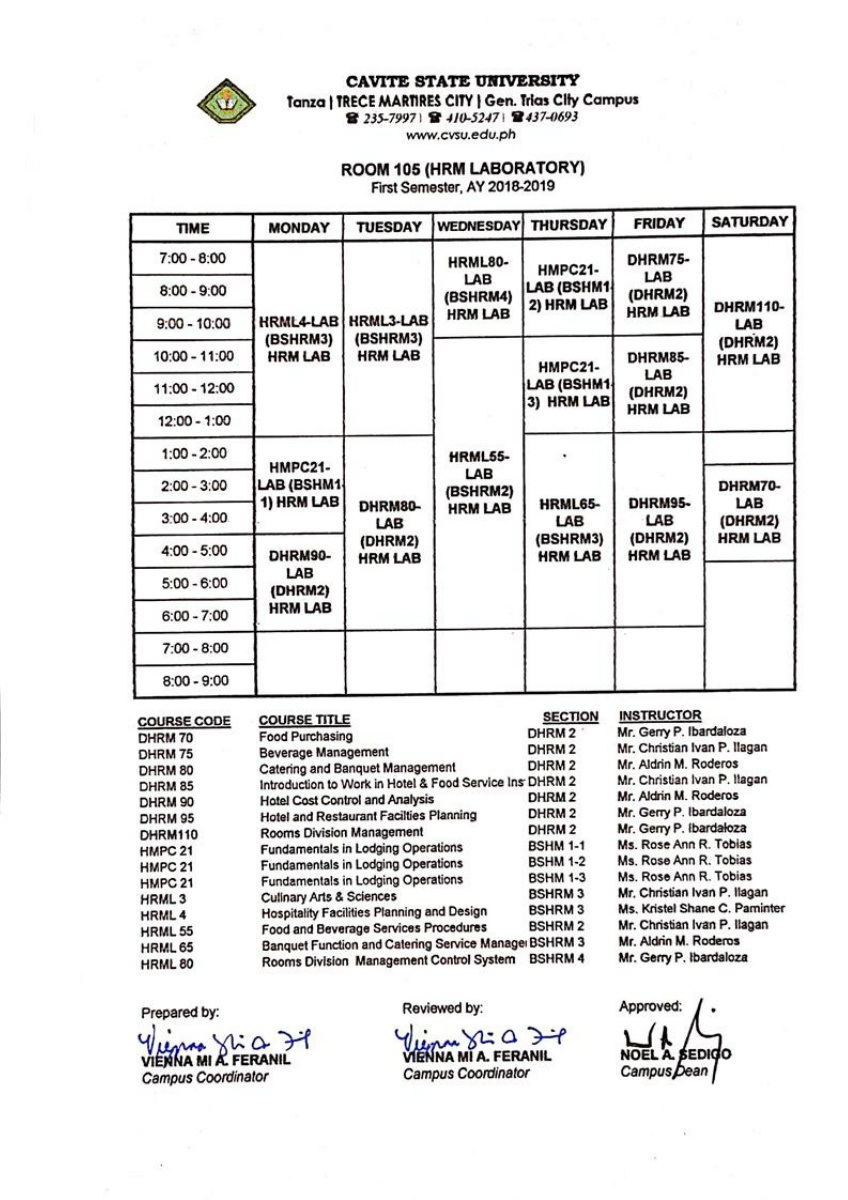 CAVITE STATE UNIVERSITY
Tanza | TRECE MARTIRES CITY | Gen. Trias City Campus
☎ 235-7997 | ☎ 410-5247 | ☎ 437-0693
www.cvsu.edu.ph
ROOM 105 (HRM LABORATORY)
First Semester, AY 2018-2019
TIME MONDAY TUESDAY WEDNESDAY THURSDAY FRIDAY SATURDAY
7:00 - 8:00
8:00 - 9:00
9:00 - 10:00
10:00 - 11:00
11:00 - 12:00
12:00 - 1:00
1:00 - 2:00
2:00 - 3:00
3:00 - 4:00
4:00 - 5:00
5:00 - 6:00
6:00 - 7:00
7:00 - 8:00
8:00 - 9:00
HRML4-LAB
(BSHRM3)
HRM LAB
HMPC21-
LAB (BSHM1
1) HRM LAB
DHRM90-
LAB
(DHRM2)
HRM LAB
HRML3-LAB
(BSHRM3)
HRM LAB
DHRM80-
LAB
(DHRM2)
HRM LAB
HRML80-
LAB
(BSHRM4)
HRM LAB
HRML55-
LAB
(BSHRM2)
HRM LAB
HMPC21-
LAB (BSHM1
2) HRM LAB
HMPC21-
LAB (BSHM1
3) HRM LAB
HRML65-
LAB
(BSHRM3)
HRM LAB
DHRM75-
LAB
(DHRM2)
HRM LAB
DHRM85-
LAB
(DHRM2)
HRM LAB
DHRM95-
LAB
(DHRM2)
HRM LAB
DHRM110-
LAB
(DHRM2)
HRM LAB
DHRM70-
LAB
(DHRM2)
HRM LAB
COURSE CODE COURSE TITLE SECTION INSTRUCTOR
DHRM 70 Food Purchasing DHRM 2 Mr. Gerry P. Ibardaloza
DHRM 75 Beverage Management DHRM 2 Mr. Christian Ivan P. Ilagan
DHRM 80 Catering and Banquet Management DHRM 2 Mr. Aldrin M. Roderos
DHRM 85 Introduction to Work in Hotel & Food Service Ins DHRM 2 Mr. Christian Ivan P. Ilagan
DHRM 90 Hotel Cost Control and Analysis DHRM 2 Mr. Aldrin M. Roderos
DHRM 95 Hotel and Restaurant Facilties Planning DHRM 2 Mr. Gerry P. Ibardaloza
DHRM110 Rooms Division Management DHRM 2 Mr. Gerry P. Ibardaloza
HMPC 21 Fundamentals in Lodging Operations BSHM 1-1 Ms. Rose Ann R. Tobias
HMPC 21 Fundamentals in Lodging Operations BSHM 1-2 Ms. Rose Ann R. Tobias
HMPC 21 Fundamentals in Lodging Operations BSHM 1-3 Ms. Rose Ann R. Tobias
HRML 3 Culinary Arts & Sciences BSHRM 3 Mr. Christian Ivan P. Ilagan
HRML 4 Hospitality Facilities Planning and Design BSHRM 3 Ms. Kristel Shane C. Paminter
HRML 55 Food and Beverage Services Procedures BSHRM 2 Mr. Christian Ivan P. Ilagan
HRML 65 Banquet Function and Catering Service Manage BSHRM 3 Mr. Aldrin M. Roderos
HRML 80 Rooms Division Management Control System BSHRM 4 Mr. Gerry P. Ibardaloza
Prepared by: Reviewed by: Approved:
VIENNA MI A. FERANIL VIENNA MI A. FERANIL NOEL A. SEDIGO
Campus Coordinator Campus Coordinator Campus Dean